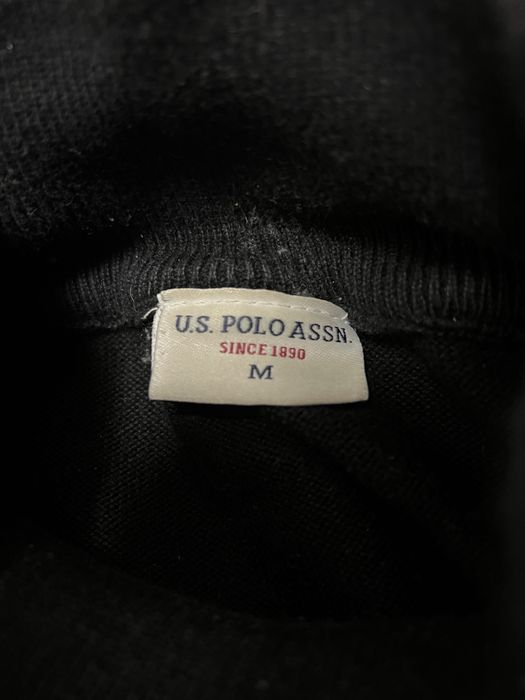 U.S. POLO ASSN.
SINCE 1890
M